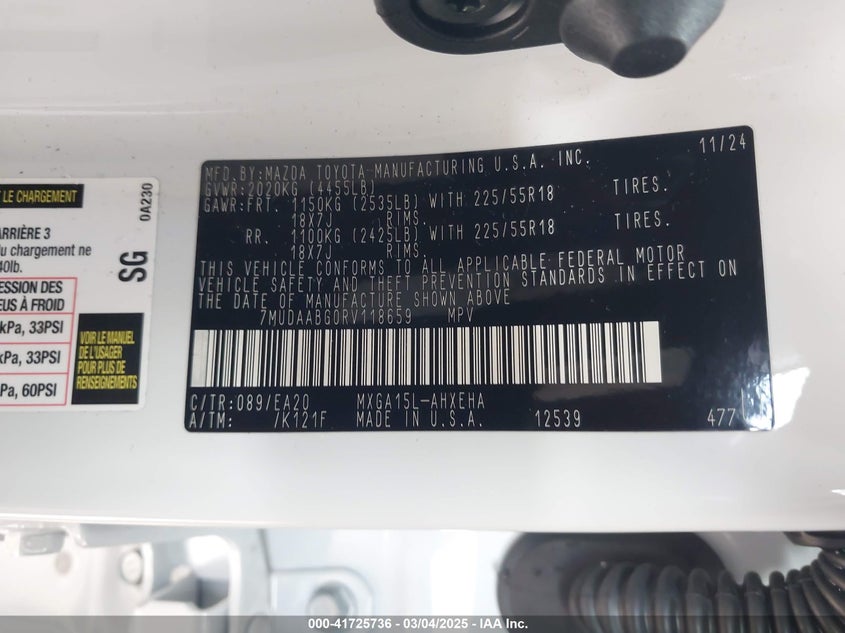 MFD.BY:MAZDA TOYOTA MANUFACTURING U.S.A. INC. 11/24
GVWR:2020KG (4455LB)
GAWR:FRT. 1150KG (2535LB) WITH 225/55R18 TIRES.
18X7J RIMS.
RR. 1100KG (2425LB) WITH 225/55R18 TIRES.
18X7J RIMS.
THIS VEHICLE CONFORMS TO ALL APPLICABLE FEDERAL MOTOR
VEHICLE SAFETY AND THEFT PREVENTION STANDARDS IN EFFECT ON
THE DATE OF MANUFACTURE SHOWN ABOVE
7MUDAABG0RV118659 MPV
C/TR:089/EA20 MXGA15L-AHXEHA
A/TM: /K121F MADE IN U.S.A. 12539 477
LE CHARGEMENT
ARRIÈRE 3
du chargement ne
40lb.
SG 0A230
ESSION DES
EUS À FROID
kPa, 33PSI
kPa, 33PSI
Pa, 60PSI
VOIR LE MANUEL
DE L'USAGER
POUR PLUS DE
RENSEIGNEMENTS
000-41725736 - 03/04/2025 - IAA Inc.